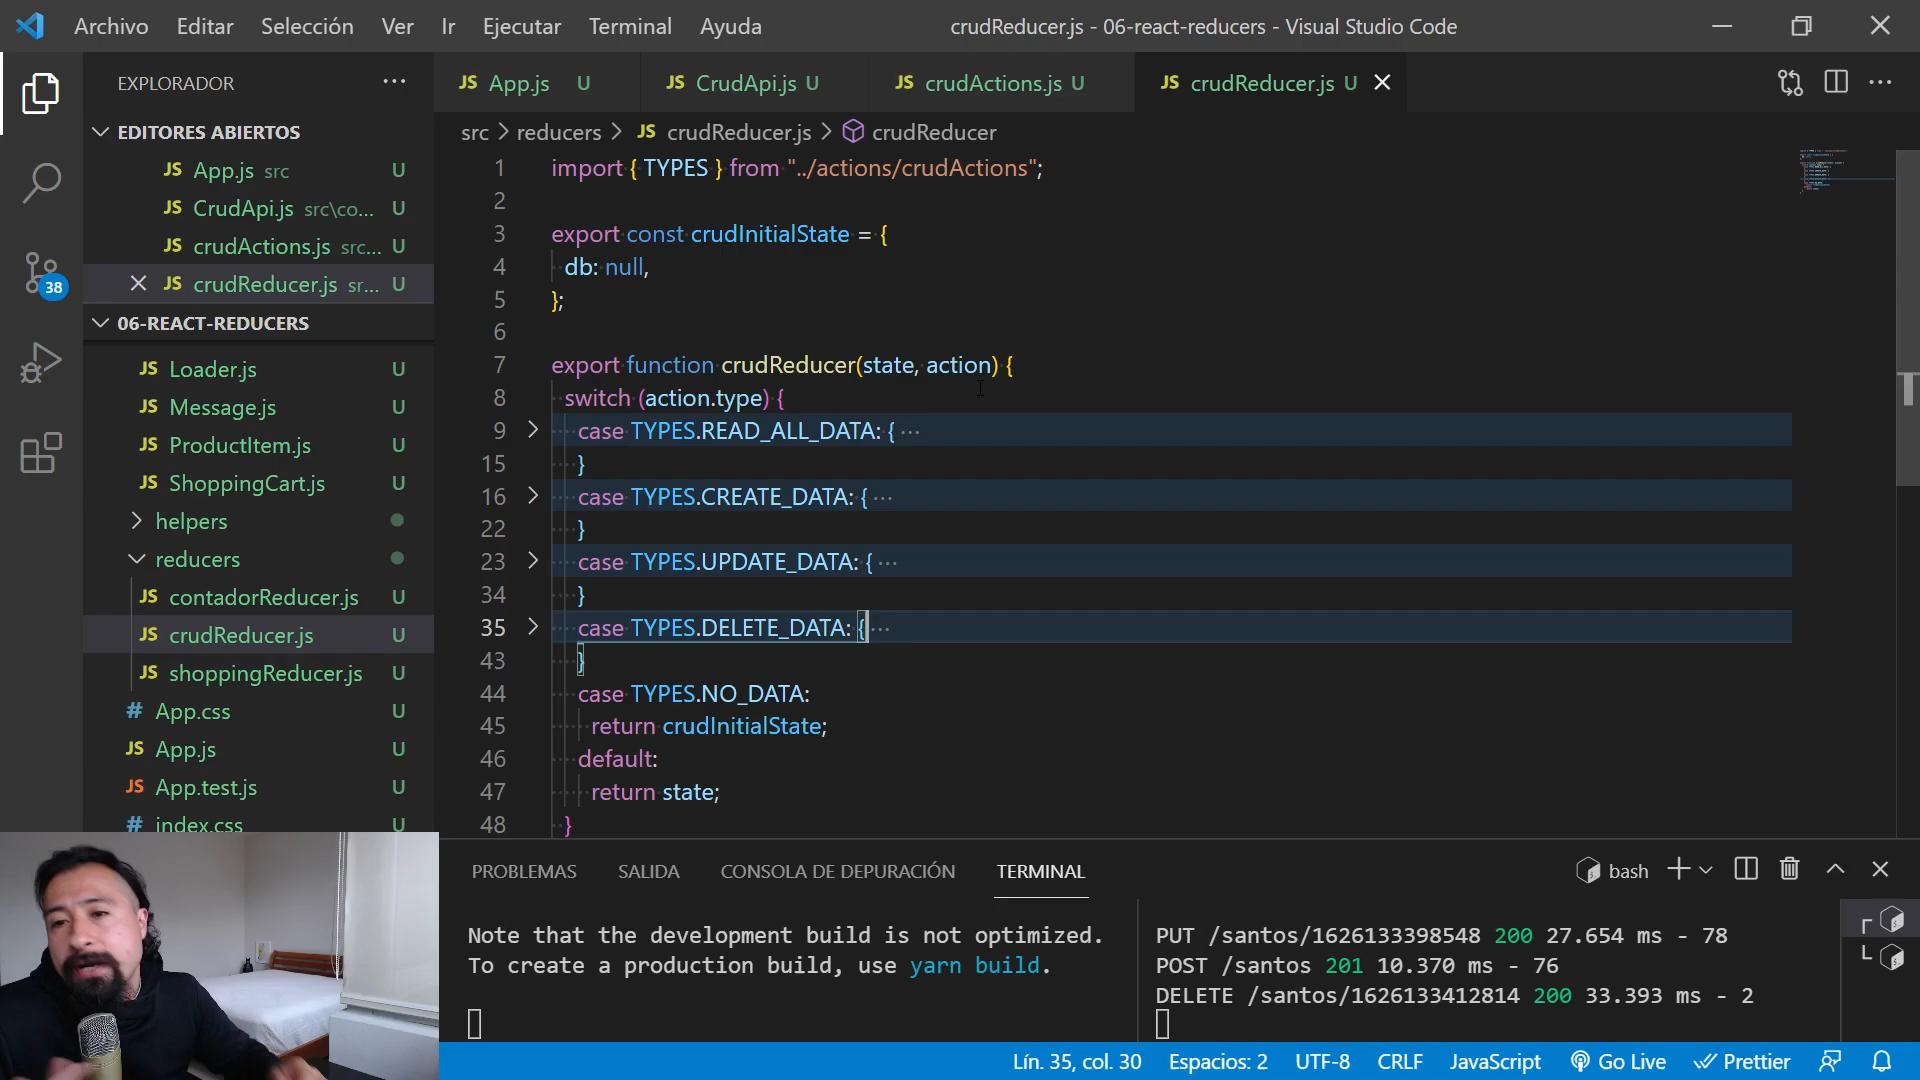 Archivo Editar Selección Ver Ir Ejecutar Terminal Ayuda crudReducer.js - 06-react-reducers - Visual Studio Code
EXPLORADOR ···
EDITORES ABIERTOS
JS App.js src U
JS CrudApi.js src\co... U
JS crudActions.js src... U
JS crudReducer.js sr... U
38
06-REACT-REDUCERS
JS Loader.js U
JS Message.js U
JS ProductItem.js U
JS ShoppingCart.js U
helpers
reducers
JS contadorReducer.js U
JS crudReducer.js U
JS shoppingReducer.js U
# App.css U
JS App.js U
JS App.test.js U
# index.css U
JS App.js U JS CrudApi.js U JS crudActions.js U JS crudReducer.js U
src > reducers > JS crudReducer.js > crudReducer
1 import { TYPES } from "../actions/crudActions";
2
3 export const crudInitialState = {
4 db: null,
5 };
6
7 export function crudReducer(state, action) {
8 switch (action.type) {
9 case TYPES.READ_ALL_DATA: { ···
15 }
16 case TYPES.CREATE_DATA: { ···
22 }
23 case TYPES.UPDATE_DATA: { ···
34 }
35 case TYPES.DELETE_DATA: { ···
43 }
44 case TYPES.NO_DATA:
45 return crudInitialState;
46 default:
47 return state;
48 }
PROBLEMAS SALIDA CONSOLA DE DEPURACIÓN TERMINAL bash
Note that the development build is not optimized.
To create a production build, use yarn build.
PUT /santos/1626133398548 200 27.654 ms - 78
POST /santos 201 10.370 ms - 76
DELETE /santos/1626133412814 200 33.393 ms - 2
Lín. 35, col. 30 Espacios: 2 UTF-8 CRLF JavaScript Go Live Prettier